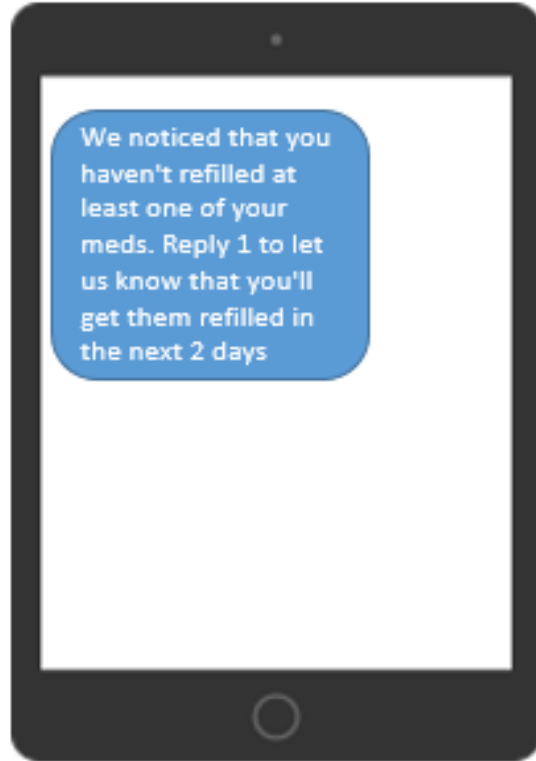 We noticed that you
haven't refilled at
least one of your
meds. Reply 1 to let
us know that you'll
get them refilled in
the next 2 days